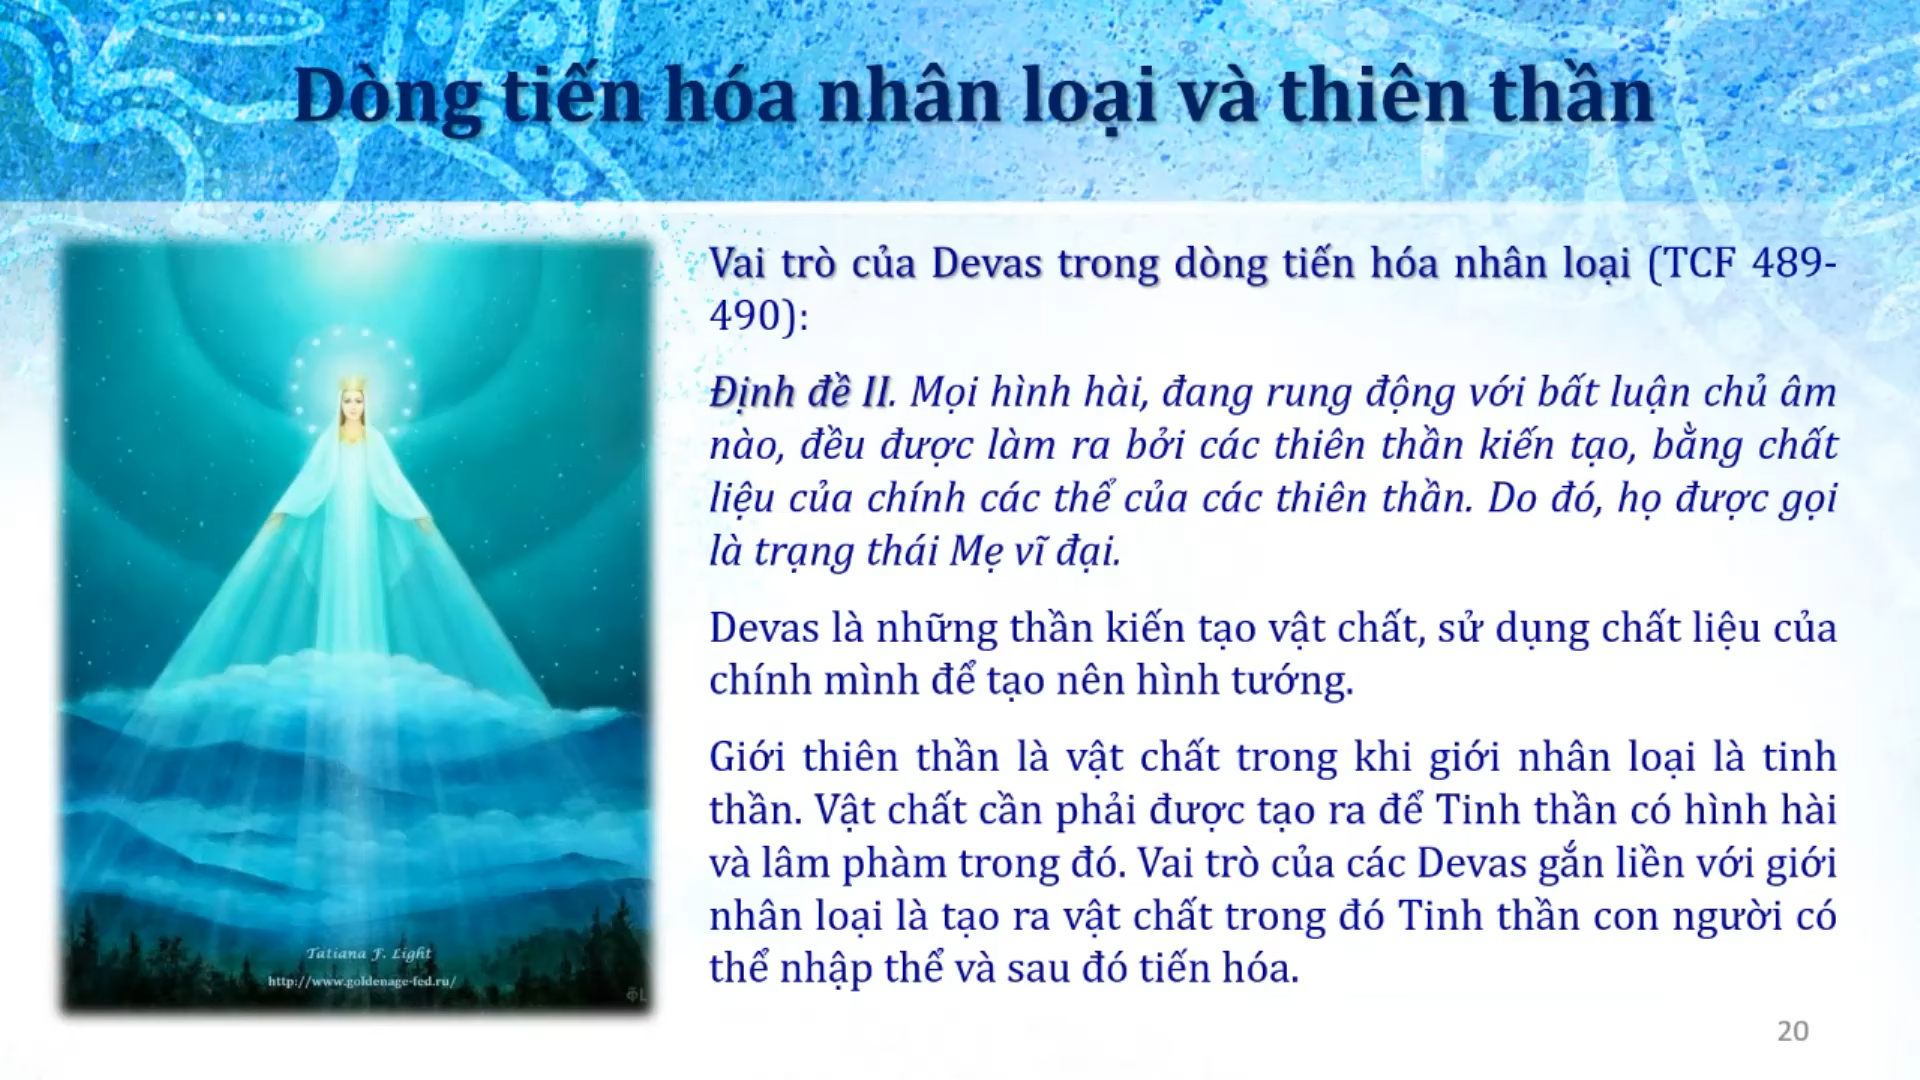 Dòng tiến hóa nhân loại và thiên thần
Vai trò của Devas trong dòng tiến hóa nhân loại (TCF 489-
490):
Định đề II. Mọi hình hài, đang rung động với bất luận chủ âm
nào, đều được làm ra bởi các thiên thần kiến tạo, bằng chất
liệu của chính các thể của các thiên thần. Do đó, họ được gọi
là trạng thái Mẹ vĩ đại.
Devas là những thần kiến tạo vật chất, sử dụng chất liệu của
chính mình để tạo nên hình tướng.
Giới thiên thần là vật chất trong khi giới nhân loại là tinh
thần. Vật chất cần phải được tạo ra để Tinh thần có hình hài
và lâm phàm trong đó. Vai trò của các Devas gắn liền với giới
nhân loại là tạo ra vật chất trong đó Tinh thần con người có
thể nhập thể và sau đó tiến hóa.
Tatiana F. Light
http://www.goldenage-fed.ru/
20